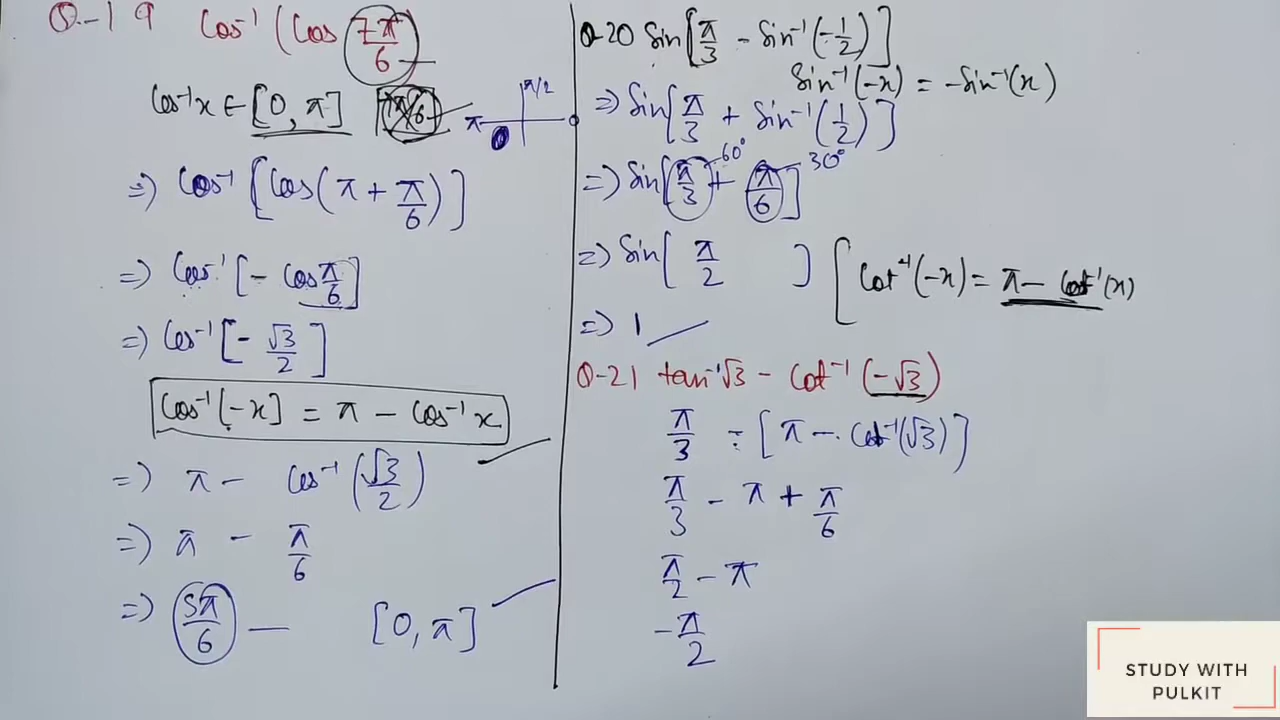 Q-19 Cos⁻¹(Cos 7π/6)
Cos⁻¹x ∈ [0, π] 7π/6 π π/2 0
⇒ Cos⁻¹[Cos(π + π/6)]
⇒ Cos⁻¹[- Cos π/6]
⇒ Cos⁻¹[- √3/2]
Cos⁻¹[-x] = π - Cos⁻¹x
⇒ π - Cos⁻¹(√3/2)
⇒ π - π/6
⇒ 5π/6 [0, π]
Q-20 Sin[π/3 - Sin⁻¹(-1/2)]
Sin⁻¹(-x) = -Sin⁻¹(x)
⇒ Sin[π/3 + Sin⁻¹(1/2)]
⇒ Sin[π/3 + π/6] 60° 30°
⇒ Sin[π/2]
[Cot⁻¹(-x) = π - Cot⁻¹(x)
⇒ 1
Q-21 tan⁻¹√3 - Cot⁻¹(-√3)
π/3 - [π - Cot⁻¹(√3)]
π/3 - π + π/6
π/2 - π
-π/2
STUDY WITH
PULKIT